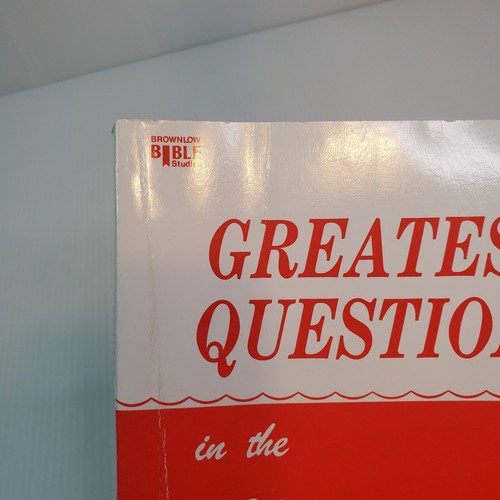 BROWNLOW
BIBLE
Studies
GREATES
QUESTION
in the